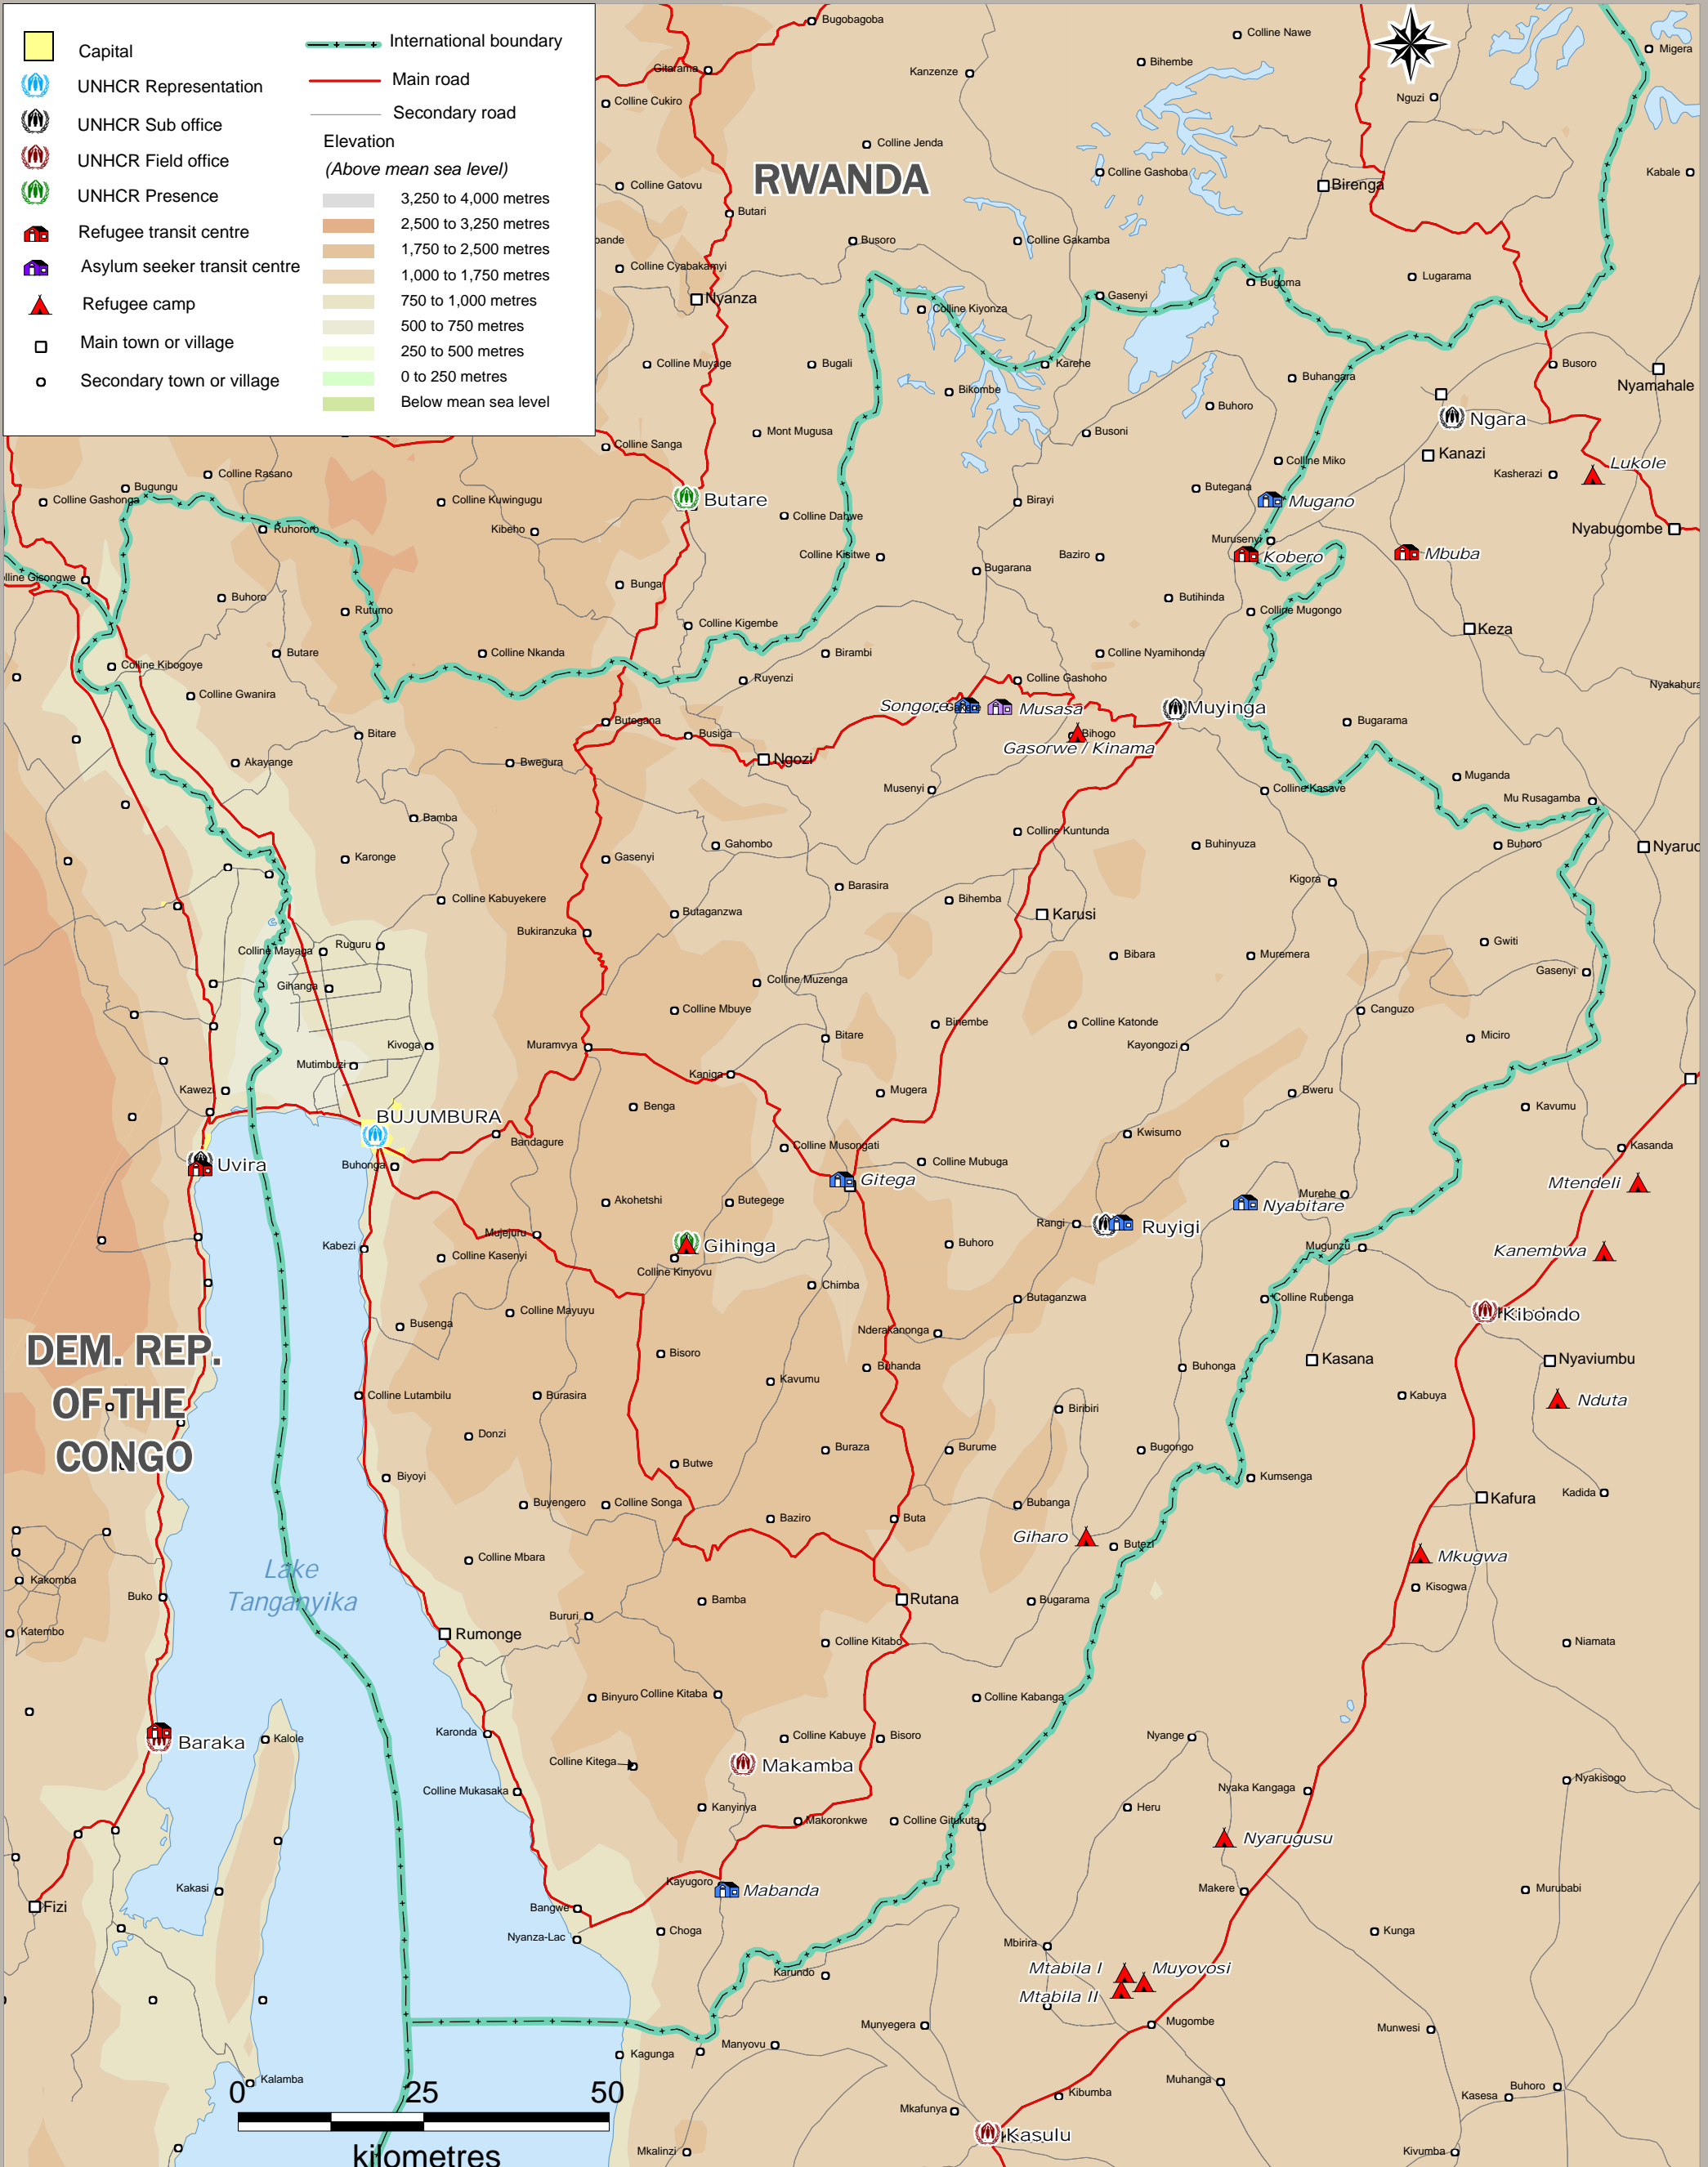 Capital
UNHCR Representation
UNHCR Sub office
UNHCR Field office
UNHCR Presence
Refugee transit centre
Asylum seeker transit centre
Refugee camp
Main town or village
Secondary town or village
International boundary
Main road
Secondary road
Elevation
(Above mean sea level)
3,250 to 4,000 metres
2,500 to 3,250 metres
1,750 to 2,500 metres
1,000 to 1,750 metres
750 to 1,000 metres
500 to 750 metres
250 to 500 metres
0 to 250 metres
Below mean sea level
Bugobagoba
Colline Nawe
Migera
Gitarama
Kanzenze
Bihembe
Nguzi
Colline Cukiro
Colline Jenda
RWANDA
Colline Gashoba
Kabale
Birenga
Colline Gatovu
Butari
Busoro
Colline Gakamba
Colline Cyabakamyi
Lugarama
Bugoma
Nyanza
Gasenyi
Colline Kiyonza
Colline Muyage
Bugali
Karehe
Busoro
Buhangara
Nyamahale
Bikombe
Buhoro
Ngara
Mont Mugusa
Busoni
Colline Sanga
Kanazi
Colline Miko
Lukole
Kasherazi
Colline Rasano
Bugungu
Butegana
Colline Gashonga
Colline Kuwingugu
Butare
Birayi
Mugano
Colline Dahwe
Ruhororo
Kibeho
Nyabugombe
Murusenyi
Colline Kisitwe
Baziro
Kobero
Mbuba
Bugarana
lline Gisongwe
Bunga
Buhoro
Butihinda
Rutumo
Colline Mugongo
Colline Kigembe
Keza
Butare
Colline Nkanda
Birambi
Colline Nyamihonda
Colline Kibogoye
Ruyenzi
Colline Gashoho
Nyakahura
Colline Gwanira
Songore
Musasa
Muyinga
Butegana
Bugarama
Bitare
Busiga
Bihogo
Gasorwe / Kinama
Akayange
Bwegura
Ngozi
Muganda
Musenyi
Colline Kasave
Mu Rusagamba
Bamba
Colline Kuntunda
Gahombo
Buhinyuza
Buhoro
Nyaruc
Karonge
Gasenyi
Kigora
Barasira
Colline Kabuyekere
Bihemba
Butaganzwa
Karusi
Bukiranzuka
Ruguru
Gwiti
Colline Mayaga
Bibara
Muremera
Gasenyi
Colline Muzenga
Gihanga
Colline Mbuye
Canguzo
Binembe
Colline Katonde
Bitare
Miciro
Kivoga
Muramvya
Kayongozi
Mutimbuzi
Kaniga
Kawezi
Mugera
Bweru
Benga
Kavumu
BUJUMBURA
Kwisumo
Bandagure
Colline Musongati
Kasanda
Uvira
Buhonga
Colline Mubuga
Gitega
Mtendeli
Akohetshi
Butegege
Murehe
Nyabitare
Rangi
Ruyigi
Mujejuru
Kabezi
Gihinga
Buhoro
Mugunzu
Kanembwa
Colline Kasenyi
Colline Kinyovu
Chimba
Butaganzwa
Colline Rubenga
Colline Mayuyu
Kibondo
Busenga
Nderakanonga
DEM. REP.
OF THE
CONGO
Bisoro
Kasana
Nyaviumbu
Buhanda
Buhonga
Kavumu
Colline Lutambilu
Burasira
Kabuya
Nduta
Biribiri
Donzi
Buraza
Burume
Bugongo
Butwe
Biyoyi
Kumsenga
Kadida
Kafura
Buyengero
Colline Songa
Bubanga
Baziro
Buta
Giharo
Butezi
Mkugwa
Colline Mbara
Lake
Tanganyika
Kakomba
Kisogwa
Buko
Bamba
Rutana
Bugarama
Bururi
Katembo
Rumonge
Colline Kitabo
Niamata
Binyuro
Colline Kitaba
Colline Kabanga
Karonda
Baraka
Kalole
Colline Kabuye
Bisoro
Nyange
Colline Kitega
Makamba
Nyakisogo
Colline Mukasaka
Nyaka Kangaga
Kanyinya
Heru
Makoronkwe
Colline Gitukuta
Nyarugusu
Kayugoro
Mabanda
Kakasi
Makere
Murubabi
Fizi
Bangwe
Choga
Kunga
Nyanza-Lac
Mbirira
Karundo
Mtabila I
Muyovosi
Mtabila II
Munyegera
Mugombe
Munwesi
Manyovu
Kagunga
Kalamba
Muhanga
Buhoro
0 25 50
Kibumba
Kasesa
Mkafunya
Kasulu
kilometres
Mkalinzi
Kivumba